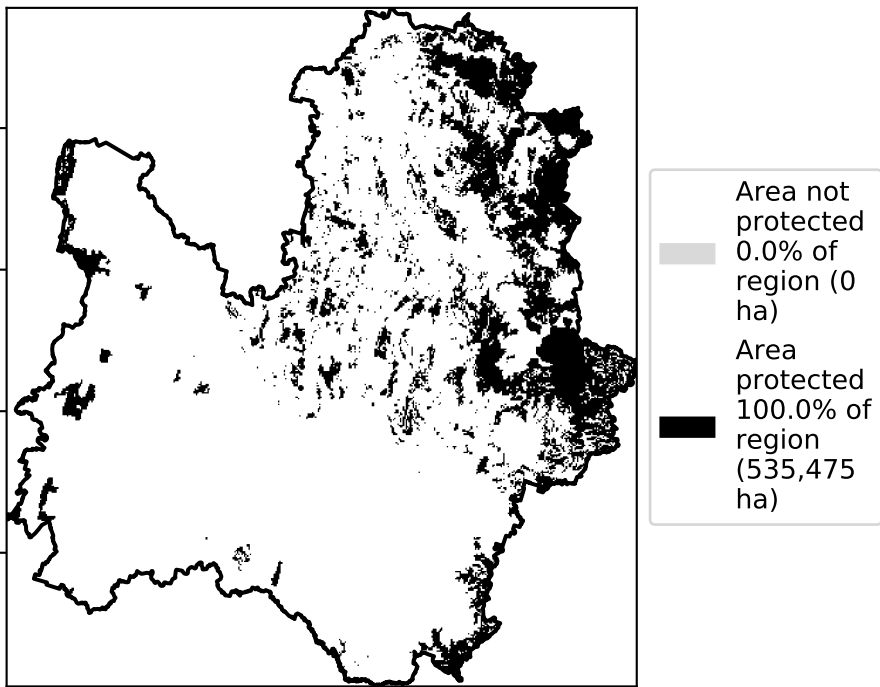 Area not
protected
0.0% of
region (0
ha)
Area
protected
100.0% of
region
(535,475
ha)